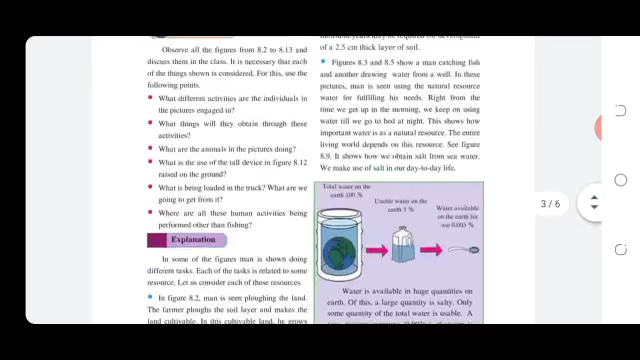 Observe all the figures from 8.2 to 8.13 and
discuss them in the class. It is necessary that each
of the things shown is considered. For this, use the
following points.
• What different activities are the individuals in
the pictures engaged in?
• What things will they obtain through these
activities?
• What are the animals in the pictures doing?
• What is the use of the tall device in figure 8.12
raised on the ground?
• What is being loaded in the truck? What are we
going to get from it?
• Where are all these human activities being
performed other than fishing?
Explanation
In some of the figures man is shown doing
different tasks. Each of the tasks is related to some
resource. Let us consider each of these resources
• In figure 8.2, man is seen ploughing the land.
The farmer ploughs the soil layer and makes the
land cultivable. In this cultivable land, he grows
of a 2.5 cm thick layer of soil.
• Figures 8.3 and 8.5 show a man catching fish
and another drawing water from a well. In these
pictures, man is seen using the natural resource
water for fulfilling his needs. Right from the
time we get up in the morning, we keep on using
water till we go to bed at night. This shows how
important water is as a natural resource. The entire
living world depends on this resource. See figure
8.9. It shows how we obtain salt from sea water.
We make use of salt in our day-to-day life.
Total water on the
earth 100 %
Usable water on the
earth 3 %
Water available
on the earth for
use 0.003 %
Water is available in huge quantities on
earth. Of this, a large quantity is salty. Only
some quantity of the total water is usable. A
3 / 6